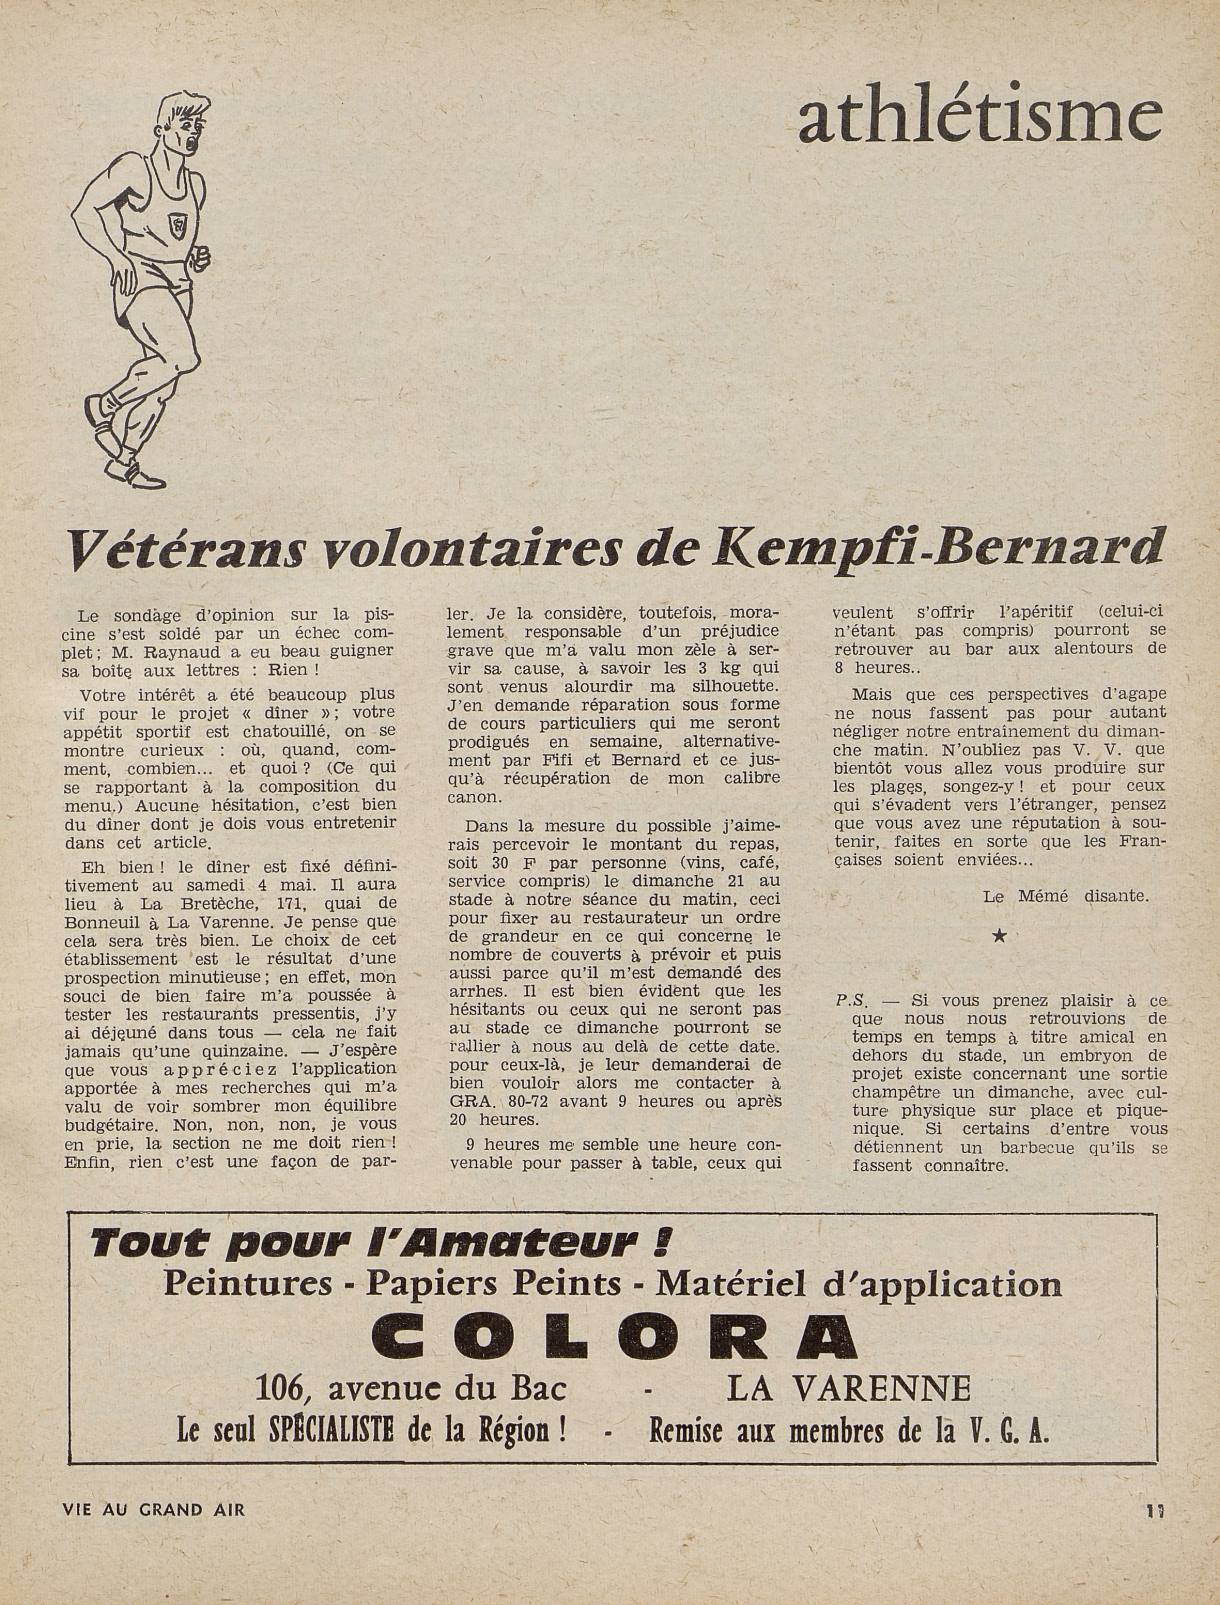 athlétisme
Vétérans volontaires de Kempfi-Bernard
Le sondage d'opinion sur la pis-
cine s'est soldé par un échec com-
plet; M. Raynaud a eu beau guigner
sa boîte aux lettres : Rien !
Votre intérêt a été beaucoup plus
vif pour le projet « dîner »; votre
appétit sportif est chatouillé, on se
montre curieux : où, quand, com-
ment, combien... et quoi ? (Ce qui
se rapportant à la composition du
menu.) Aucune hésitation, c'est bien
du dîner dont je dois vous entretenir
dans cet article.
Eh bien ! le dîner est fixé défini-
tivement au samedi 4 mai. Il aura
lieu à La Bretèche, 171, quai de
Bonneuil à La Varenne. Je pense que
cela sera très bien. Le choix de cet
établissement est le résultat d'une
prospection minutieuse; en effet, mon
souci de bien faire m'a poussée à
tester les restaurants pressentis, j'y
ai déjeuné dans tous — cela ne fait
jamais qu'une quinzaine. — J'espère
que vous appréciez l'application
apportée à mes recherches qui m'a
valu de voir sombrer mon équilibre
budgétaire. Non, non, non, je vous
en prie, la section ne me doit rien !
Enfin, rien c'est une façon de par-
ler. Je la considère, toutefois, mora-
lement responsable d'un préjudice
grave que m'a valu mon zèle à ser-
vir sa cause, à savoir les 3 kg qui
sont venus alourdir ma silhouette.
J'en demande réparation sous forme
de cours particuliers qui me seront
prodigués en semaine, alternative-
ment par Fifi et Bernard et ce jus-
qu'à récupération de mon calibre
canon.
Dans la mesure du possible j'aime-
rais percevoir le montant du repas,
soit 30 F par personne (vins, café,
service compris) le dimanche 21 au
stade à notre séance du matin, ceci
pour fixer au restaurateur un ordre
de grandeur en ce qui concerne le
nombre de couverts à prévoir et puis
aussi parce qu'il m'est demandé des
arrhes. Il est bien évident que les
hésitants ou ceux qui ne seront pas
au stade ce dimanche pourront se
rallier à nous au delà de cette date.
pour ceux-là, je leur demanderai de
bien vouloir alors me contacter à
GRA. 80-72 avant 9 heures ou après
20 heures.
9 heures me semble une heure con-
venable pour passer à table, ceux qui
veulent s'offrir l'apéritif (celui-ci
n'étant pas compris) pourront se
retrouver au bar aux alentours de
8 heures..
Mais que ces perspectives d'agape
ne nous fassent pas pour autant
négliger notre entraînement du diman-
che matin. N'oubliez pas V. V. que
bientôt vous allez vous produire sur
les plages, songez-y ! et pour ceux
qui s'évadent vers l'étranger, pensez
que vous avez une réputation à sou-
tenir, faites en sorte que les Fran-
çaises soient enviées...
Le Mémé disante.
★
P.S. — Si vous prenez plaisir à ce
que nous nous retrouvions de
temps en temps à titre amical en
dehors du stade, un embryon de
projet existe concernant une sortie
champêtre un dimanche, avec cul-
ture physique sur place et pique-
nique. Si certains d'entre vous
détiennent un barbecue qu'ils se
fassent connaître.
Tout pour l'Amateur !
Peintures - Papiers Peints - Matériel d'application
COLORA
106, avenue du Bac - LA VARENNE
Le seul SPÉCIALISTE de la Région ! - Remise aux membres de la V. G. A.
VIE AU GRAND AIR
11